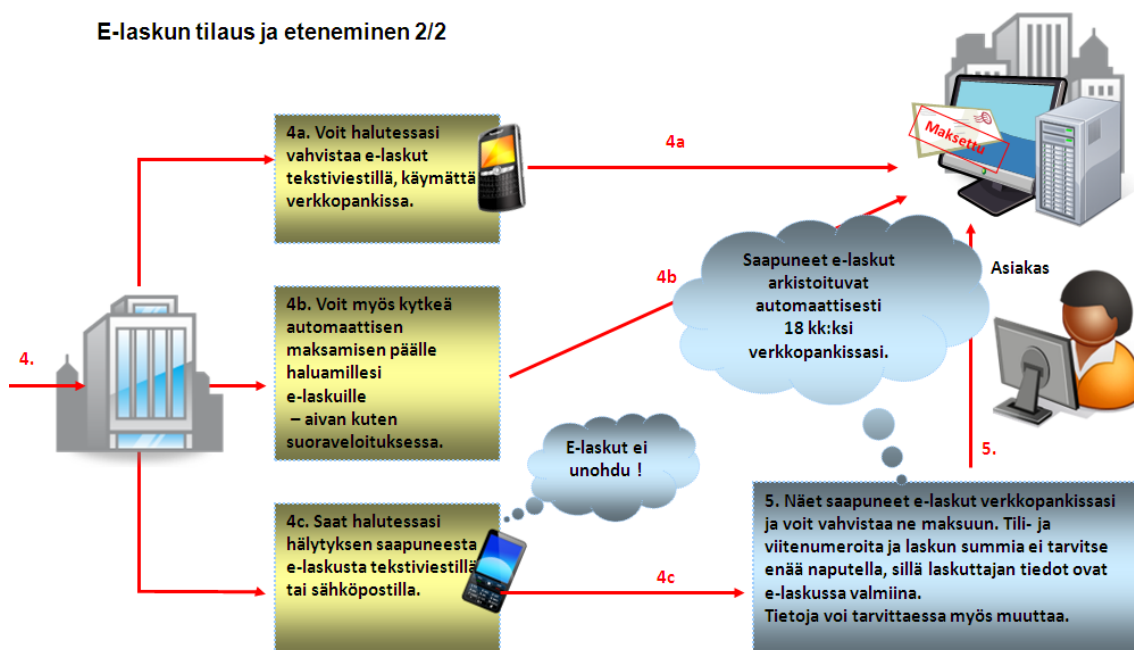 E-laskun tilaus ja eteneminen 2/2
4a. Voit halutessasi
vahvistaa e-laskut
tekstiviestillä, käymättä
verkkopankissa.
4a
Maksettu
4.
4b. Voit myös kytkeä
automaattisen
maksamisen päälle
haluamillesi
e-laskuille
– aivan kuten
suoraveloituksessa.
4b
Saapuneet e-laskut
arkistoituvat
automaattisesti
18 kk:ksi
verkkopankissasi.
Asiakas
E-laskut ei
unohdu !
4c. Saat halutessasi
hälytyksen saapuneesta
e-laskusta tekstiviestillä
tai sähköpostilla.
4c
5.
5. Näet saapuneet e-laskut verkkopankissasi
ja voit vahvistaa ne maksuun. Tili- ja
viitenumeroita ja laskun summia ei tarvitse
enää naputella, sillä laskuttajan tiedot ovat
e-laskussa valmiina.
Tietoja voi tarvittaessa myös muuttaa.